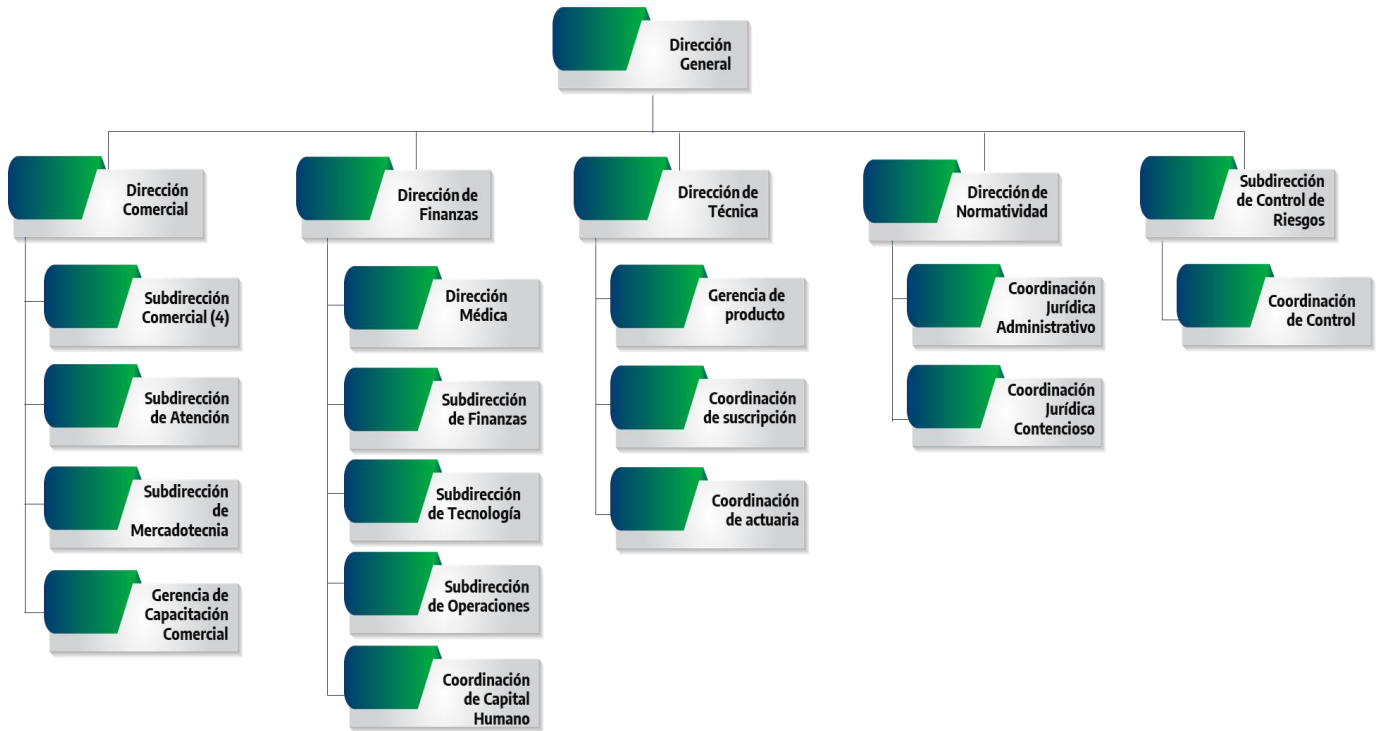 Dirección
General
Dirección
Comercial
Dirección de
Finanzas
Dirección de
Técnica
Dirección de
Normatividad
Subdirección
de Control de
Riesgos
Subdirección
Comercial (4)
Subdirección
de Atención
Subdirección
de
Mercadotecnia
Gerencia de
Capacitación
Comercial
Dirección
Médica
Subdirección
de Finanzas
Subdirección
de Tecnología
Subdirección
de Operaciones
Coordinación
de Capital
Humano
Gerencia de
producto
Coordinación
de suscripción
Coordinación
de actuaria
Coordinación
Jurídica
Administrativo
Coordinación
Jurídica
Contencioso
Coordinación
de Control